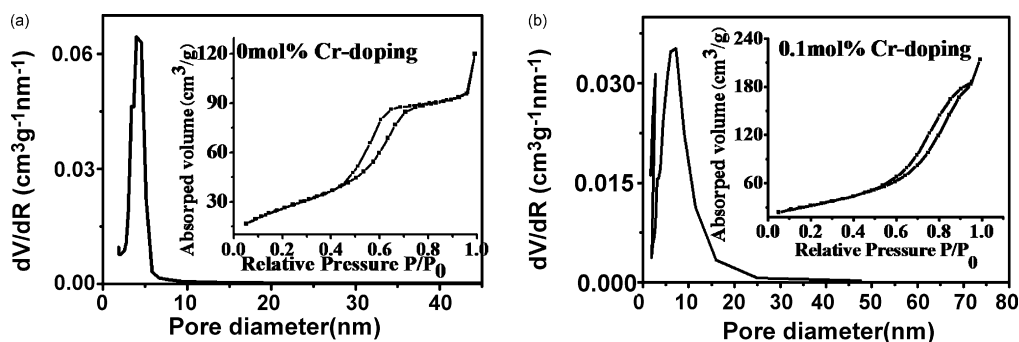 (a)
dV/dR (cm³g⁻¹nm⁻¹)
0.06
0.03
0.00
0 10 20 30 40
Pore diameter(nm)
0mol% Cr-doping
Absorped volume (cm³/g)
120
90
60
30
0.0 0.2 0.4 0.6 0.8 1.0
Relative Pressure P/P₀
(b)
dV/dR (cm³g⁻¹nm⁻¹)
0.030
0.015
0.000
0 10 20 30 40 50 60 70 80
Pore diameter(nm)
0.1mol% Cr-doping
Absorped volume (cm³/g)
240
180
120
60
0.0 0.2 0.4 0.6 0.8 1.0
Relative Pressure P/P₀